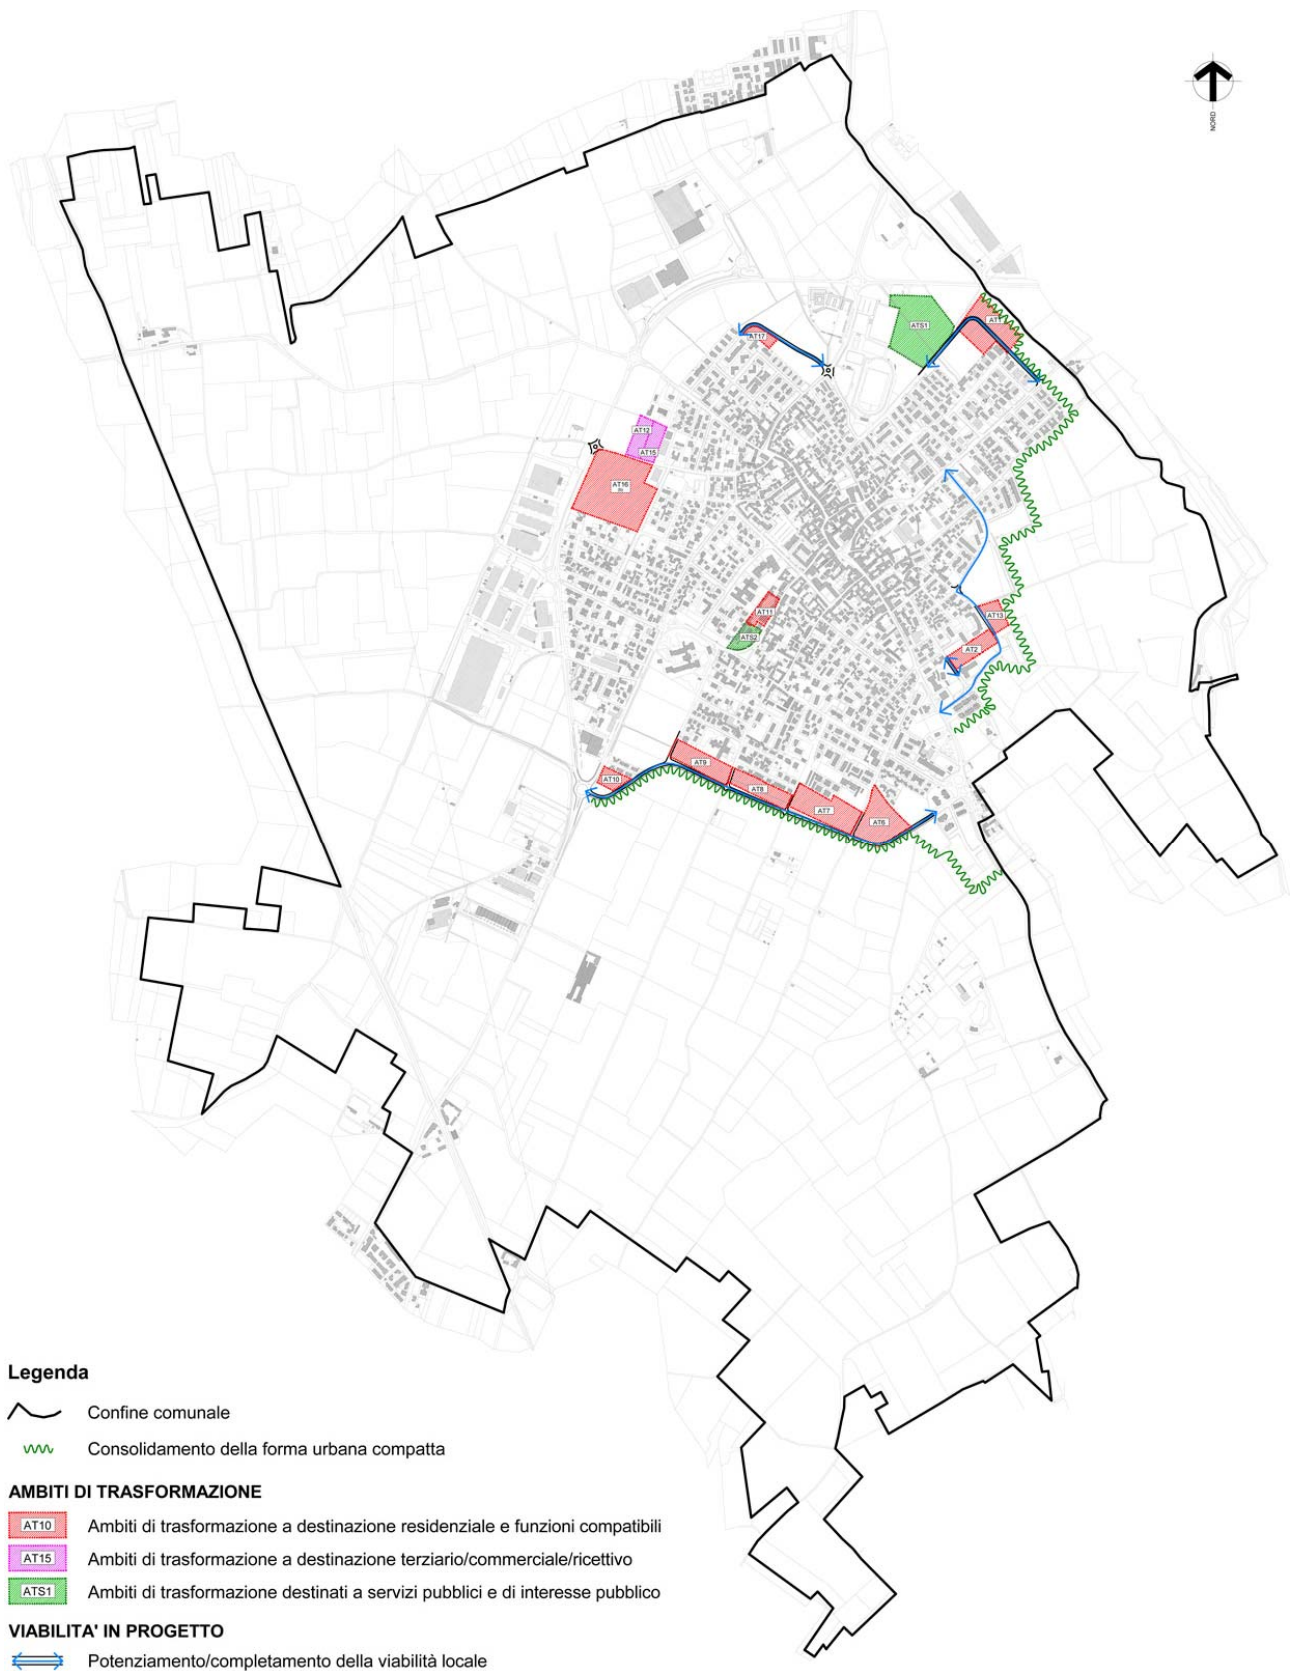 NORD
ATS1
AT1
AT17
AT12
AT15
AT16
AT11
ATS2
AT13
AT2
AT9
AT10
AT8
AT7
AT6
Legenda
Confine comunale
Consolidamento della forma urbana compatta
AMBITI DI TRASFORMAZIONE
AT10 Ambiti di trasformazione a destinazione residenziale e funzioni compatibili
AT15 Ambiti di trasformazione a destinazione terziario/commerciale/ricettivo
ATS1 Ambiti di trasformazione destinati a servizi pubblici e di interesse pubblico
VIABILITA' IN PROGETTO
Potenziamento/completamento della viabilità locale